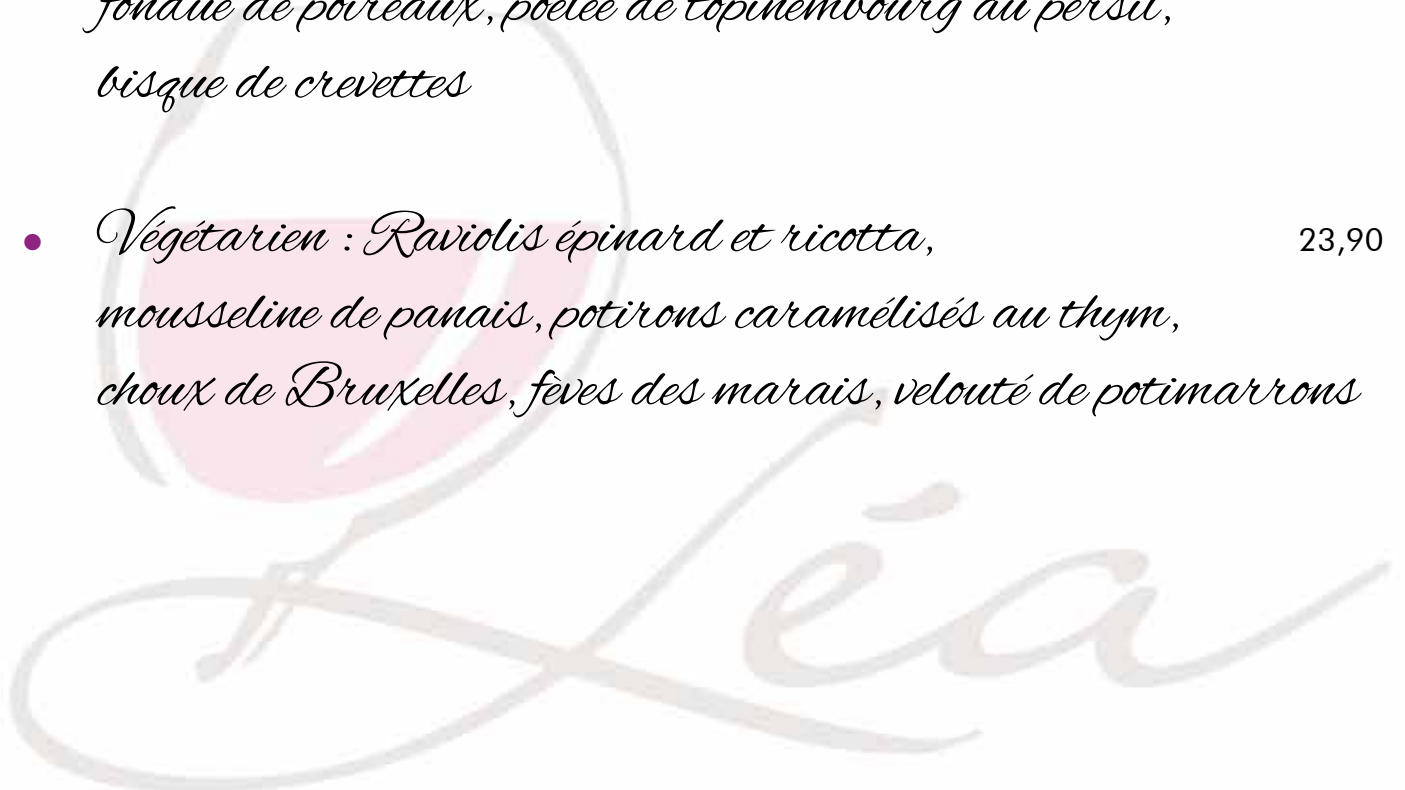 fondue de poireaux, poêlée de topinembourg au persil,
bisque de crevettes
Végétarien : Raviolis épinard et ricotta, 23,90
mousseline de panais, potirons caramélisés au thym,
choux de Bruxelles, fèves des marais, velouté de potimarrons
Léa